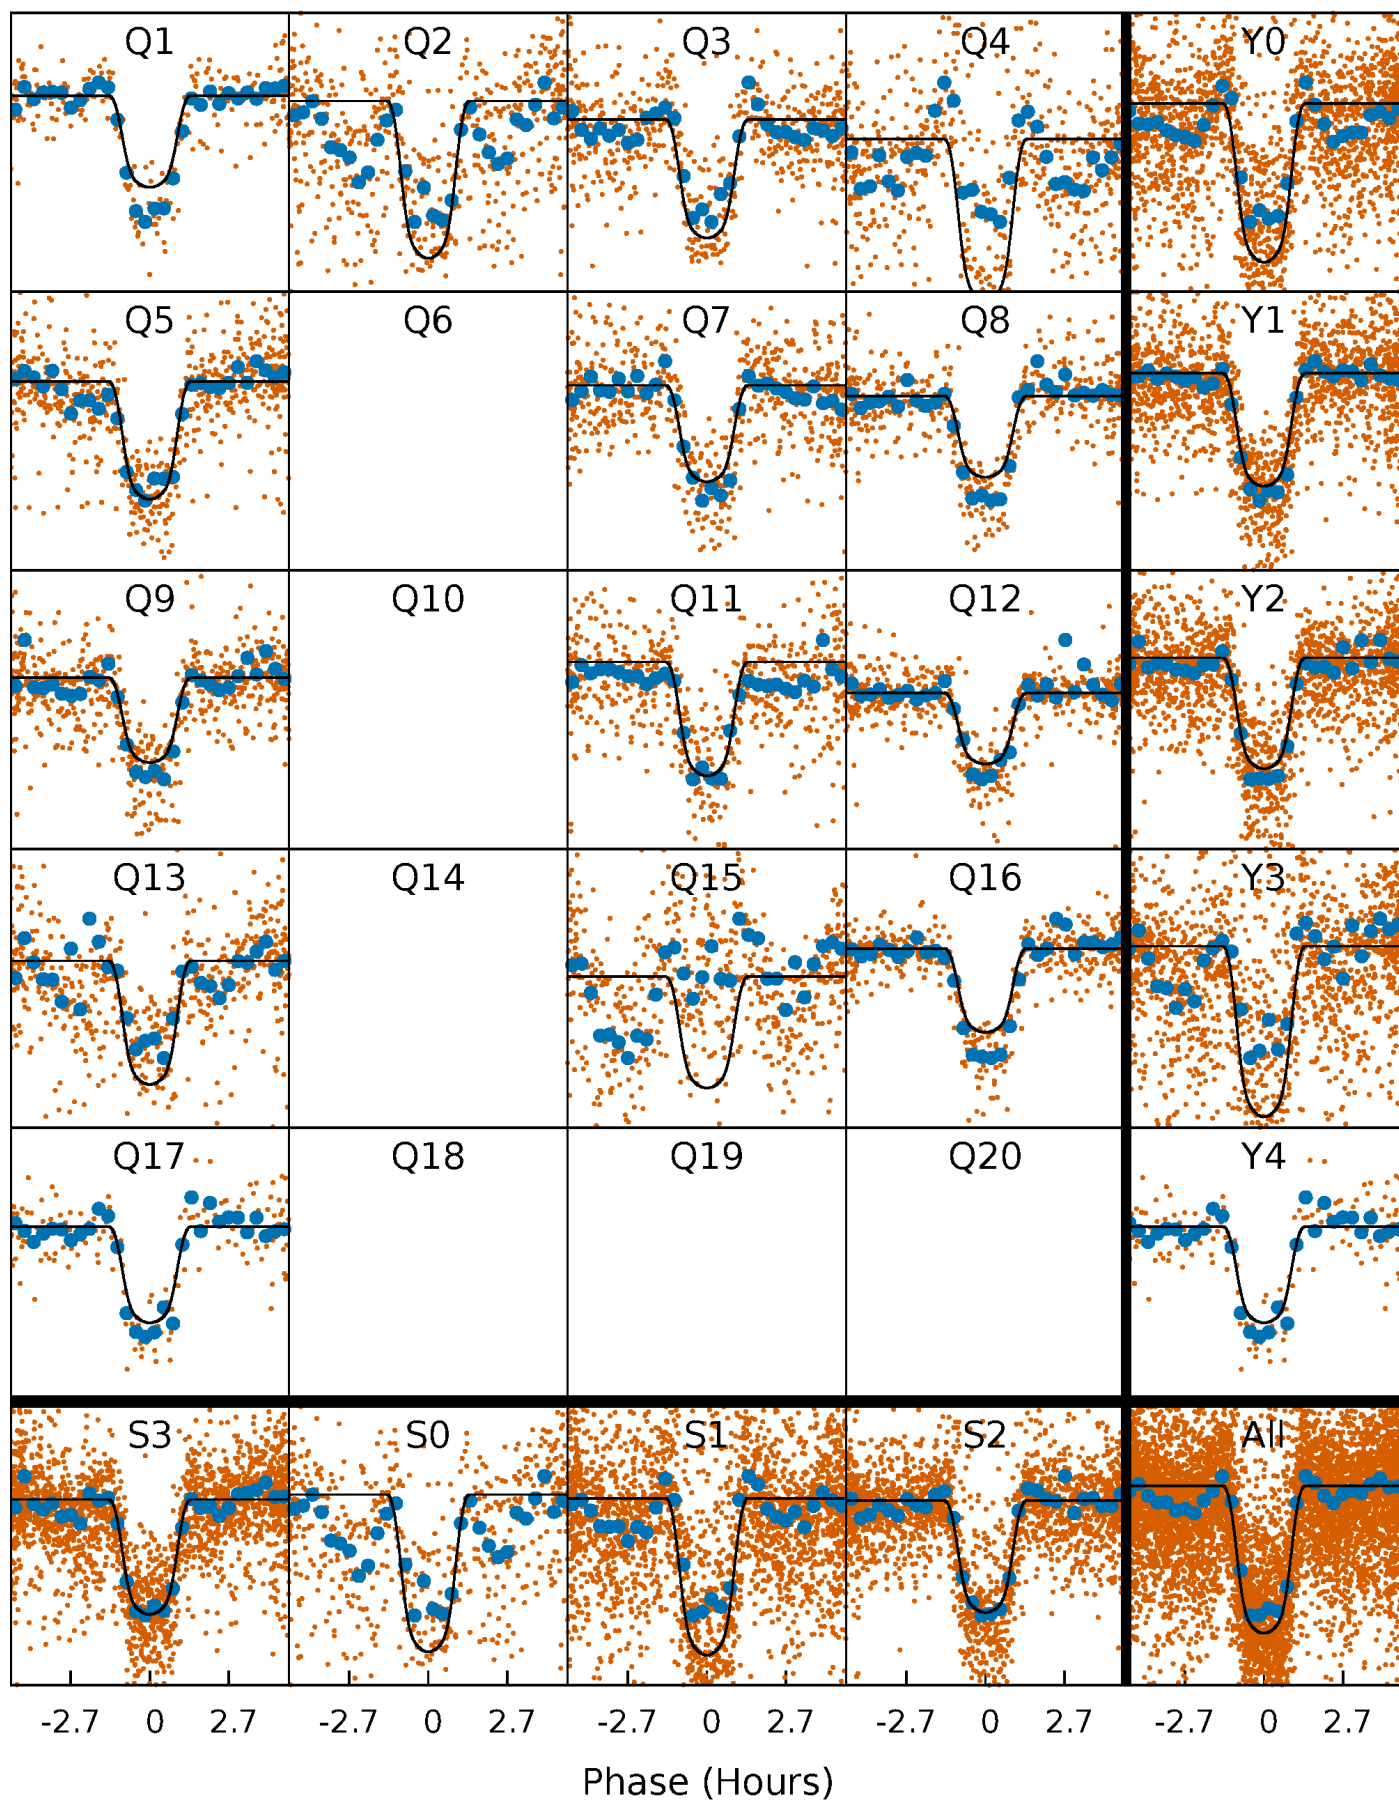 Q1 Q2 Q3 Q4 Y0
Q5 Q6 Q7 Q8 Y1
Q9 Q10 Q11 Q12 Y2
Q13 Q14 Q15 Q16 Y3
Q17 Q18 Q19 Q20 Y4
S3 S0 S1 S2 All
-2.7 0 2.7 -2.7 0 2.7 -2.7 0 2.7 -2.7 0 2.7 -2.7 0 2.7
Phase (Hours)